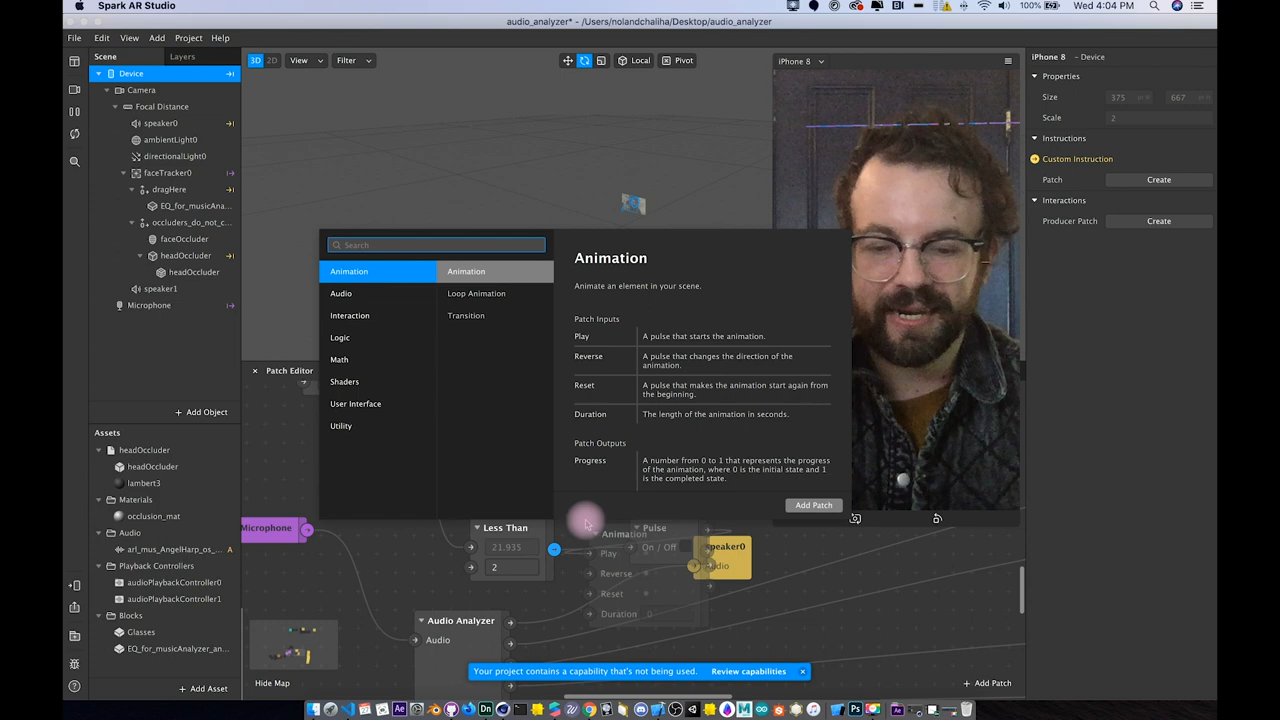 Spark AR Studio
100%
Wed 4:04 PM
audio_analyzer* - /Users/nolandchaliha/Desktop/audio_analyzer
File Edit View Add Project Help
Scene Layers
Device
Camera
Focal Distance
speaker0
ambientLight0
directionalLight0
faceTracker0
dragHere
EQ_for_musicAna...
occluders_do_not_c...
faceOccluder
headOccluder
headOccluder
speaker1
Microphone
+ Add Object
Assets
headOccluder
headOccluder
lambert3
Materials
occlusion_mat
Audio
arl_mus_AngelHarp_os_... A
Playback Controllers
audioPlaybackController0
audioPlaybackController1
Blocks
Glasses
EQ_for_musicAnalyzer_an...
+ Add Asset
3D 2D View Filter
Local Pivot
iPhone 8
Search
Animation
Audio
Interaction
Logic
Math
Shaders
User Interface
Utility
Animation
Loop Animation
Transition
Animation
Animate an element in your scene.
Patch Inputs
Play A pulse that starts the animation.
Reverse A pulse that changes the direction of the
animation.
Reset A pulse that makes the animation start again from
the beginning.
Duration The length of the animation in seconds.
Patch Outputs
Progress A number from 0 to 1 that represents the progress
of the animation, where 0 is the initial state and 1
is the completed state.
Add Patch
Patch Editor
Microphone
Less Than
21.935
2
Animation
Play
Reverse
Reset
Duration 0
Pulse
On / Off
speaker0
Audio
Audio Analyzer
Audio
Hide Map
Your project contains a capability that's not being used. Review capabilities
+ Add Patch
iPhone 8 - Device
Properties
Size 375 667
Scale 2
Instructions
Custom Instruction
Patch Create
Interactions
Producer Patch Create